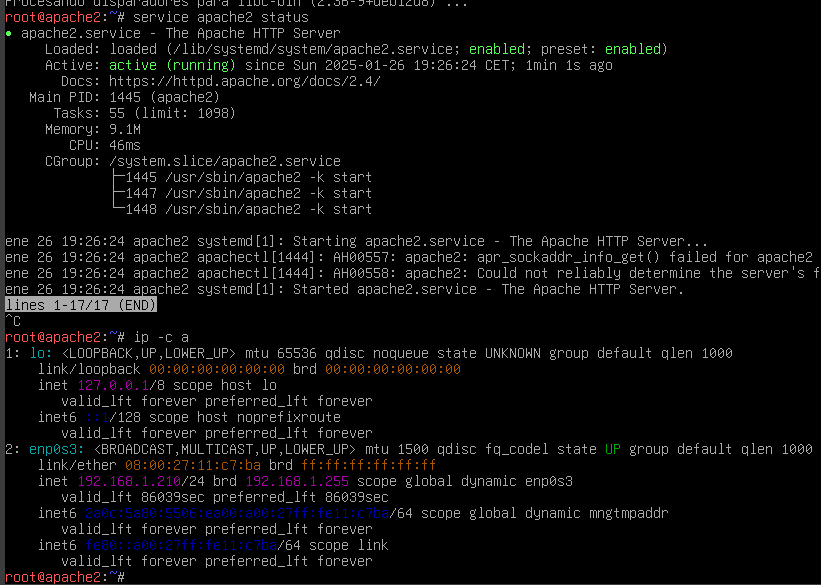 Procesando disparadores para libc-bin (2.36-9+deb12u8) ...
root@apache2:~# service apache2 status
● apache2.service - The Apache HTTP Server
     Loaded: loaded (/lib/systemd/system/apache2.service; enabled; preset: enabled)
     Active: active (running) since Sun 2025-01-26 19:26:24 CET; 1min 1s ago
       Docs: https://httpd.apache.org/docs/2.4/
   Main PID: 1445 (apache2)
      Tasks: 55 (limit: 1098)
     Memory: 9.1M
        CPU: 46ms
     CGroup: /system.slice/apache2.service
             ├─1445 /usr/sbin/apache2 -k start
             ├─1447 /usr/sbin/apache2 -k start
             └─1448 /usr/sbin/apache2 -k start
ene 26 19:26:24 apache2 systemd[1]: Starting apache2.service - The Apache HTTP Server...
ene 26 19:26:24 apache2 apachectl[1444]: AH00557: apache2: apr_sockaddr_info_get() failed for apache2
ene 26 19:26:24 apache2 apachectl[1444]: AH00558: apache2: Could not reliably determine the server's f
ene 26 19:26:24 apache2 systemd[1]: Started apache2.service - The Apache HTTP Server.
lines 1-17/17 (END)
^C
root@apache2:~# ip -c a
1: lo: <LOOPBACK,UP,LOWER_UP> mtu 65536 qdisc noqueue state UNKNOWN group default qlen 1000
    link/loopback 00:00:00:00:00:00 brd 00:00:00:00:00:00
    inet 127.0.0.1/8 scope host lo
       valid_lft forever preferred_lft forever
    inet6 ::1/128 scope host noprefixroute
       valid_lft forever preferred_lft forever
2: enp0s3: <BROADCAST,MULTICAST,UP,LOWER_UP> mtu 1500 qdisc fq_codel state UP group default qlen 1000
    link/ether 08:00:27:11:c7:ba brd ff:ff:ff:ff:ff:ff
    inet 192.168.1.210/24 brd 192.168.1.255 scope global dynamic enp0s3
       valid_lft 86039sec preferred_lft 86039sec
    inet6 /64 scope global dynamic mngtmpaddr
       valid_lft forever preferred_lft forever
    inet6 fe80::a00:27ff:fe11:c7ba/64 scope link
       valid_lft forever preferred_lft forever
root@apache2:~#